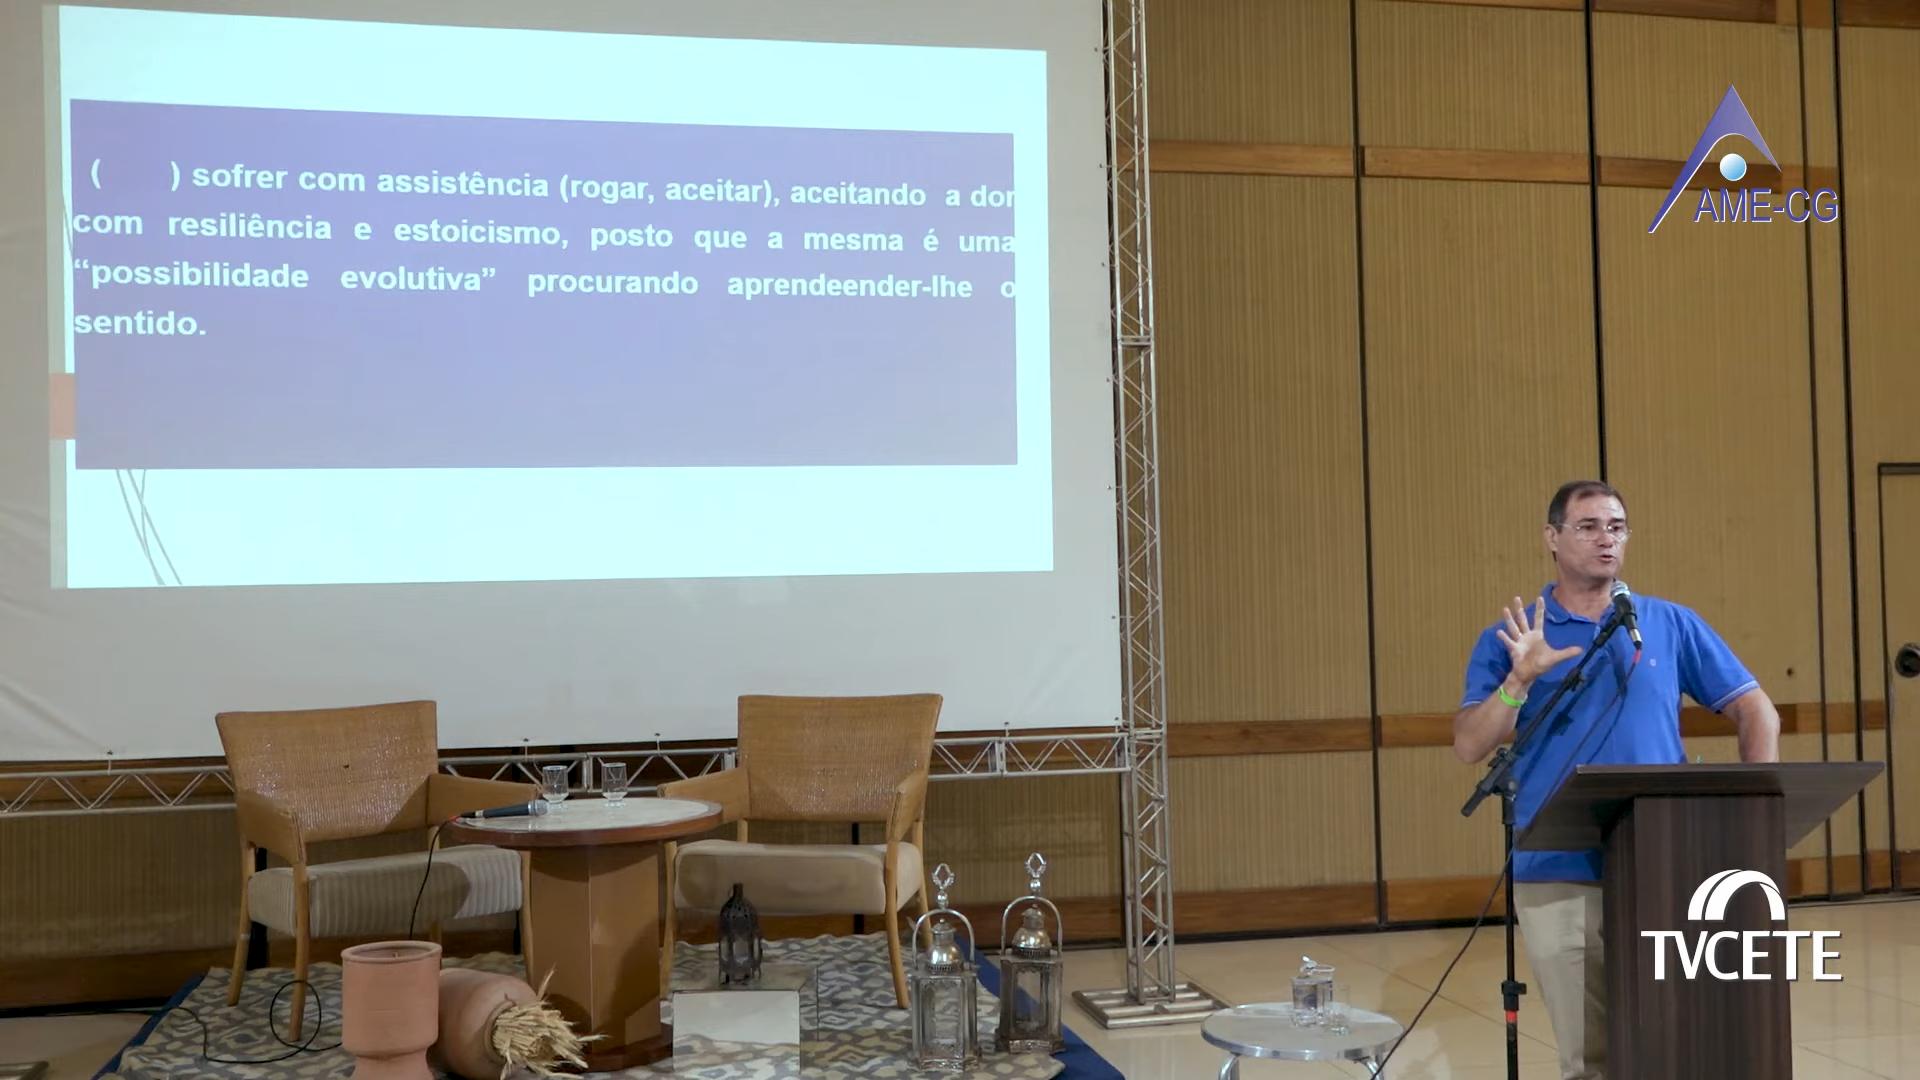 (      ) sofrer com assistência (rogar, aceitar), aceitando a dor
com resiliência e estoicismo, posto que a mesma é uma
“possibilidade evolutiva” procurando aprendeender-lhe o
sentido.
AME-CG
TVCETE